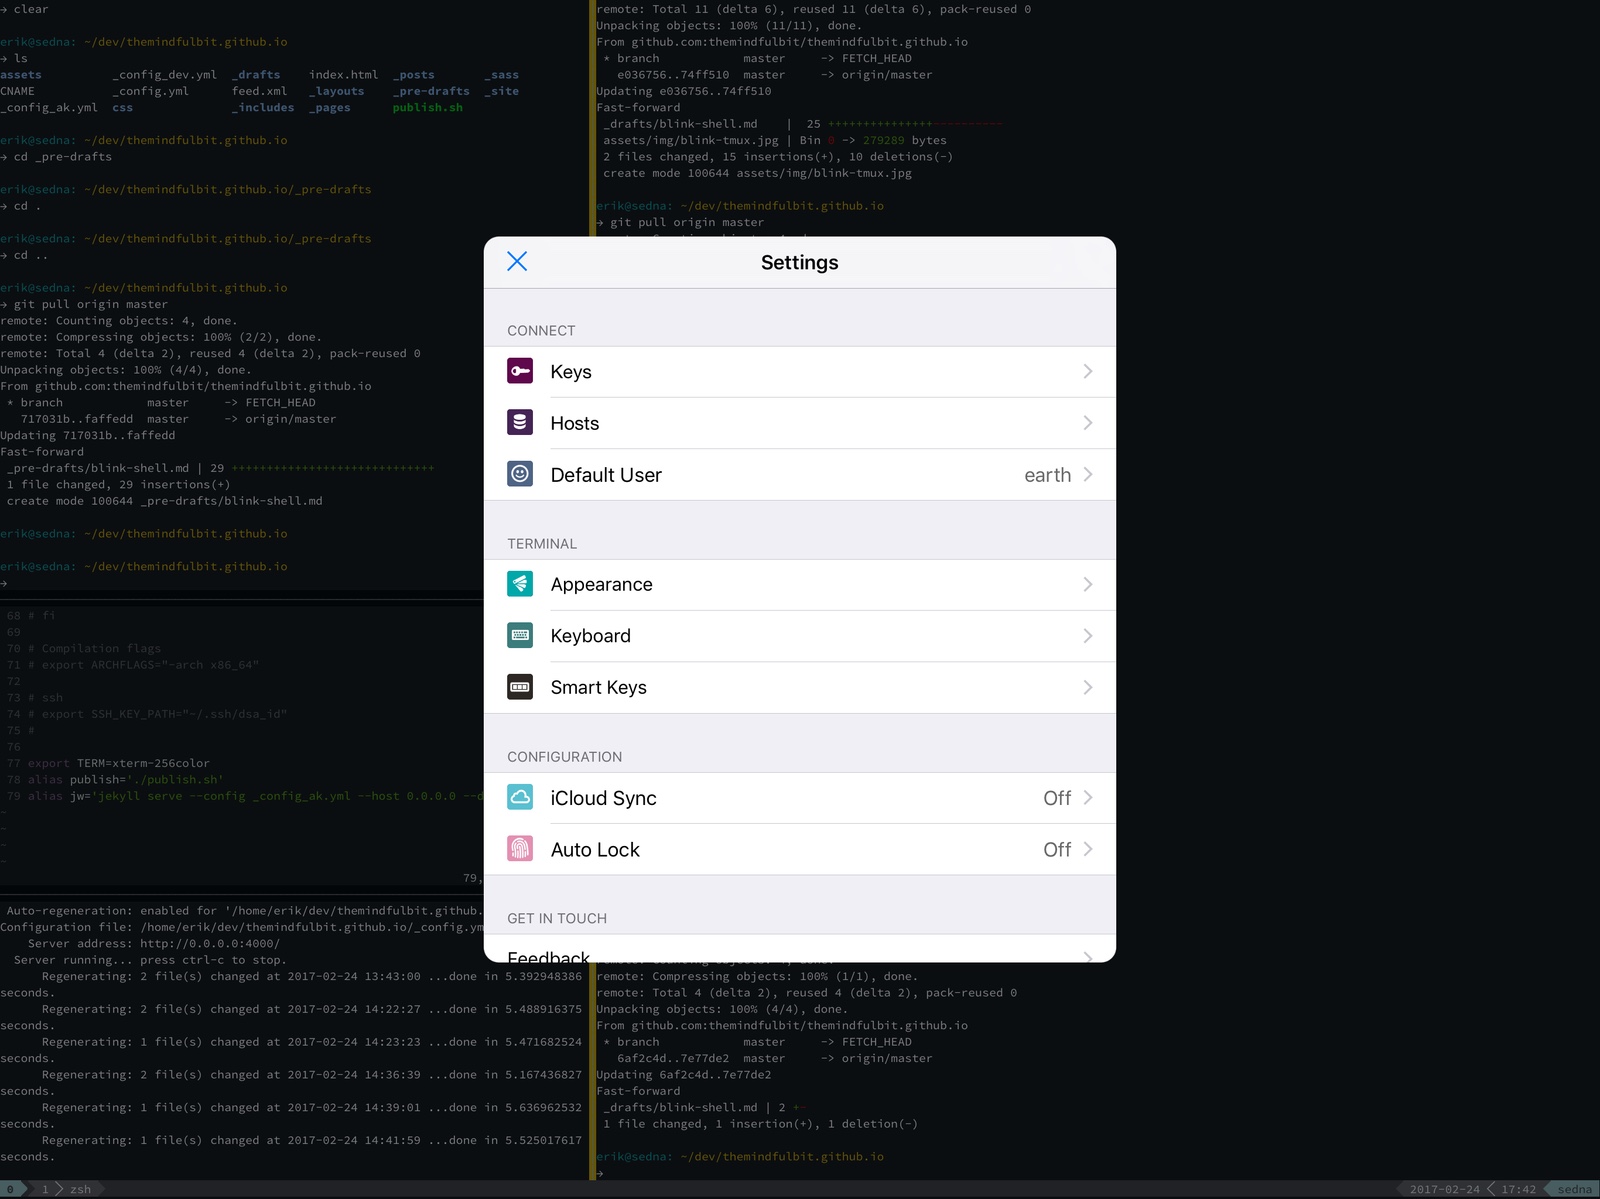 → clear
erik@sedna: ~/dev/themindfulbit.github.io
→ ls
assets _config_dev.yml _drafts index.html _posts _sass
CNAME _config.yml feed.xml _layouts _pre-drafts _site
_config_ak.yml css _includes _pages publish.sh
erik@sedna: ~/dev/themindfulbit.github.io
→ cd _pre-drafts
erik@sedna: ~/dev/themindfulbit.github.io/_pre-drafts
→ cd .
erik@sedna: ~/dev/themindfulbit.github.io/_pre-drafts
→ cd ..
erik@sedna: ~/dev/themindfulbit.github.io
→ git pull origin master
remote: Counting objects: 4, done.
remote: Compressing objects: 100% (2/2), done.
remote: Total 4 (delta 2), reused 4 (delta 2), pack-reused 0
Unpacking objects: 100% (4/4), done.
From github.com:themindfulbit/themindfulbit.github.io
* branch master -> FETCH_HEAD
717031b..faffedd master -> origin/master
Updating 717031b..faffedd
Fast-forward
_pre-drafts/blink-shell.md | 29 +++++++++++++++++++++++++++++
1 file changed, 29 insertions(+)
create mode 100644 _pre-drafts/blink-shell.md
erik@sedna: ~/dev/themindfulbit.github.io
erik@sedna: ~/dev/themindfulbit.github.io
→
68 # fi
69
70 # Compilation flags
71 # export ARCHFLAGS="-arch x86_64"
72
73 # ssh
74 # export SSH_KEY_PATH="~/.ssh/dsa_id"
75 #
76
77 export TERM=xterm-256color
78 alias publish='./publish.sh'
79 alias jw='jekyll serve --config _config_ak.yml --host 0.0.0.0 --d
~
~
~
~
79,
Auto-regeneration: enabled for '/home/erik/dev/themindfulbit.github.
Configuration file: /home/erik/dev/themindfulbit.github.io/_config.ym
Server address: http://0.0.0.0:4000/
Server running... press ctrl-c to stop.
Regenerating: 2 file(s) changed at 2017-02-24 13:43:00 ...done in 5.392948386
seconds.
Regenerating: 2 file(s) changed at 2017-02-24 14:22:27 ...done in 5.488916375
seconds.
Regenerating: 1 file(s) changed at 2017-02-24 14:23:23 ...done in 5.471682524
seconds.
Regenerating: 2 file(s) changed at 2017-02-24 14:36:39 ...done in 5.167436827
seconds.
Regenerating: 1 file(s) changed at 2017-02-24 14:39:01 ...done in 5.636962532
seconds.
Regenerating: 1 file(s) changed at 2017-02-24 14:41:59 ...done in 5.525017617
seconds.
remote: Total 11 (delta 6), reused 11 (delta 6), pack-reused 0
Unpacking objects: 100% (11/11), done.
From github.com:themindfulbit/themindfulbit.github.io
* branch master -> FETCH_HEAD
e036756..74ff510 master -> origin/master
Updating e036756..74ff510
Fast-forward
_drafts/blink-shell.md | 25 +++++++++++++++----------
assets/img/blink-tmux.jpg | Bin 0 -> 279289 bytes
2 files changed, 15 insertions(+), 10 deletions(-)
create mode 100644 assets/img/blink-tmux.jpg
erik@sedna: ~/dev/themindfulbit.github.io
→ git pull origin master
Settings
CONNECT
Keys
Hosts
Default User earth
TERMINAL
Appearance
Keyboard
Smart Keys
CONFIGURATION
iCloud Sync Off
Auto Lock Off
GET IN TOUCH
Feedback
remote: Compressing objects: 100% (1/1), done.
remote: Total 4 (delta 2), reused 4 (delta 2), pack-reused 0
Unpacking objects: 100% (4/4), done.
From github.com:themindfulbit/themindfulbit.github.io
* branch master -> FETCH_HEAD
6af2c4d..7e77de2 master -> origin/master
Updating 6af2c4d..7e77de2
Fast-forward
_drafts/blink-shell.md | 2 +-
1 file changed, 1 insertion(+), 1 deletion(-)
erik@sedna: ~/dev/themindfulbit.github.io
→
0 1 zsh 2017-02-24 17:42 sedna